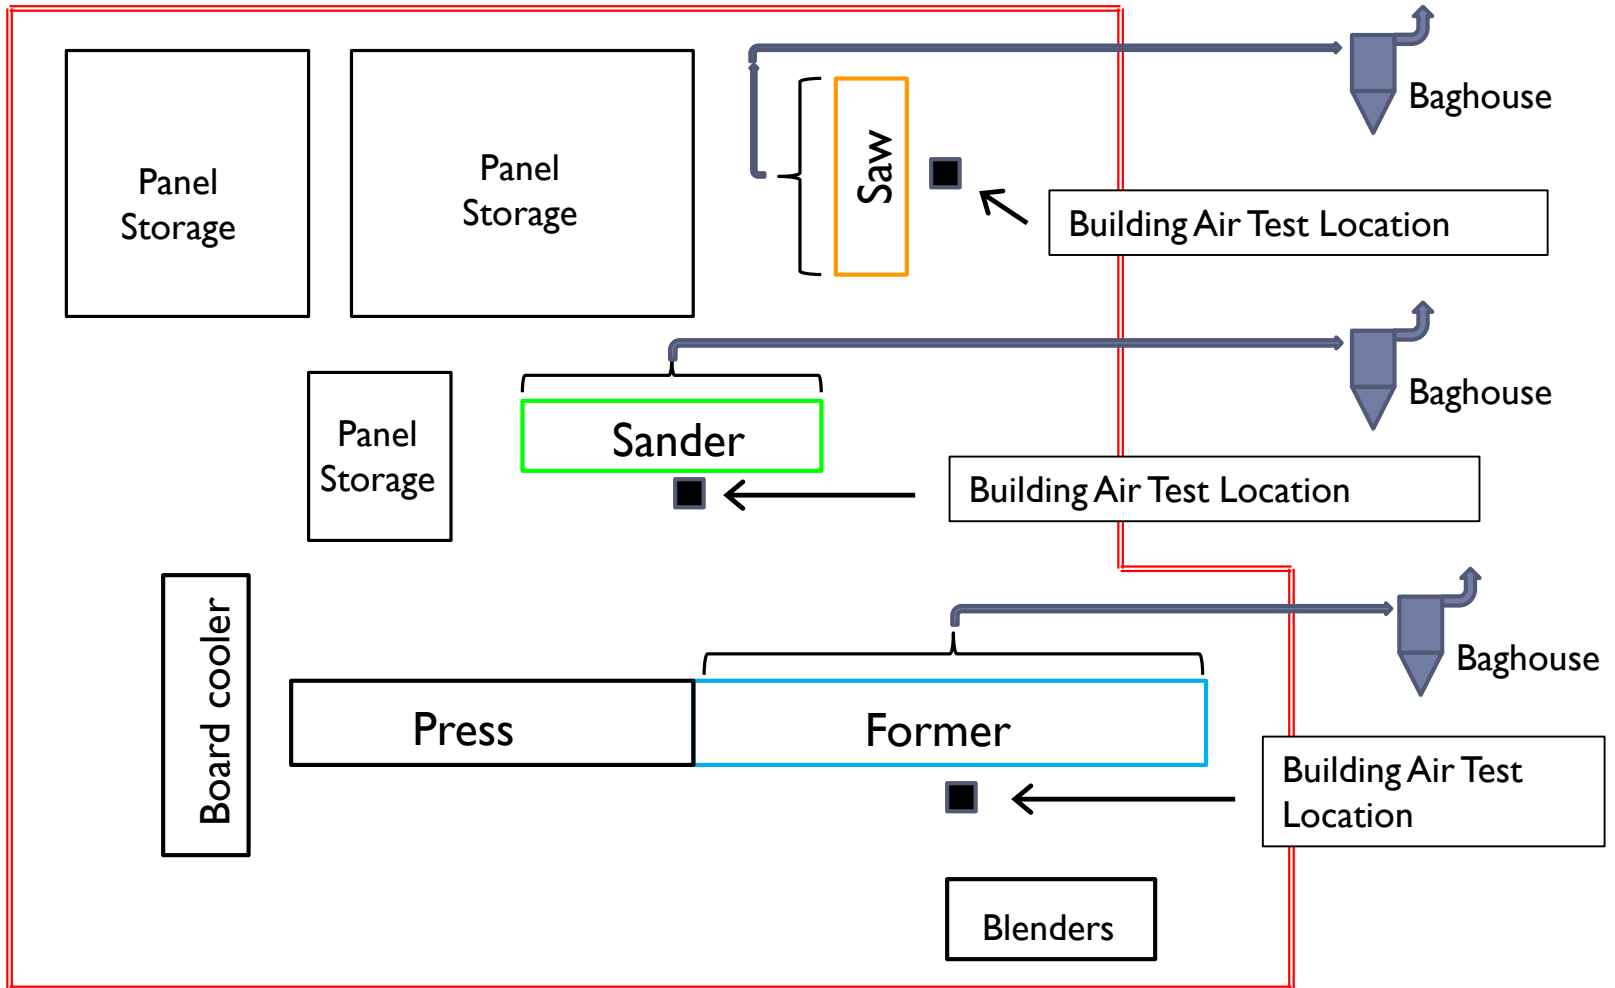 Baghouse
Panel
Storage
Panel
Storage
Saw
Building Air Test Location
Baghouse
Panel
Storage
Sander
Building Air Test Location
Board cooler
Baghouse
Press
Former
Building Air Test
Location
Blenders